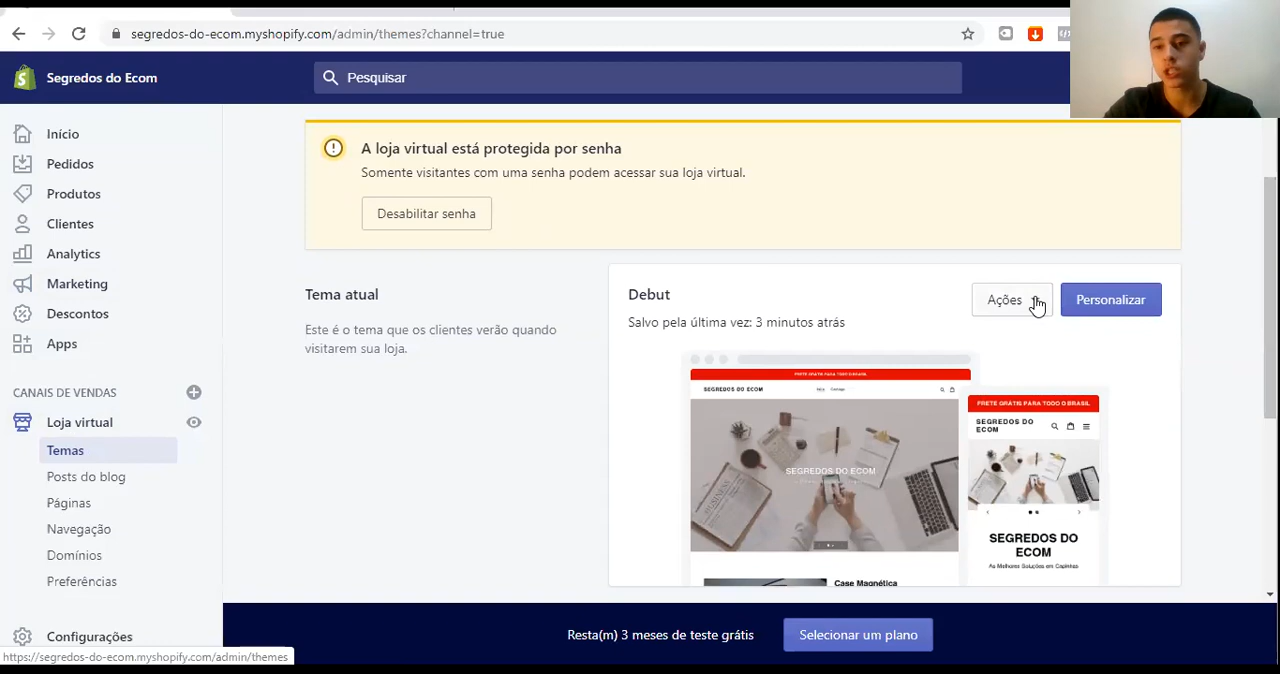 segredos-do-ecom.myshopify.com/admin/themes?channel=true
Segredos do Ecom
Pesquisar
Início
Pedidos
Produtos
Clientes
Analytics
Marketing
Descontos
Apps
CANAIS DE VENDAS
Loja virtual
Temas
Posts do blog
Páginas
Navegação
Domínios
Preferências
Configurações
https://segredos-do-ecom.myshopify.com/admin/themes
A loja virtual está protegida por senha
Somente visitantes com uma senha podem acessar sua loja virtual.
Desabilitar senha
Tema atual
Este é o tema que os clientes verão quando
visitarem sua loja.
Debut
Salvo pela última vez: 3 minutos atrás
Ações
Personalizar
FRETE GRÁTIS PARA TODO O BRASIL
SEGREDOS DO ECOM
SEGREDOS DO ECOM
Case Magnética
FRETE GRÁTIS PARA TODO O BRASIL
SEGREDOS DO
ECOM
SEGREDOS DO
ECOM
As Melhores Soluções em Capinhas
Resta(m) 3 meses de teste grátis
Selecionar um plano